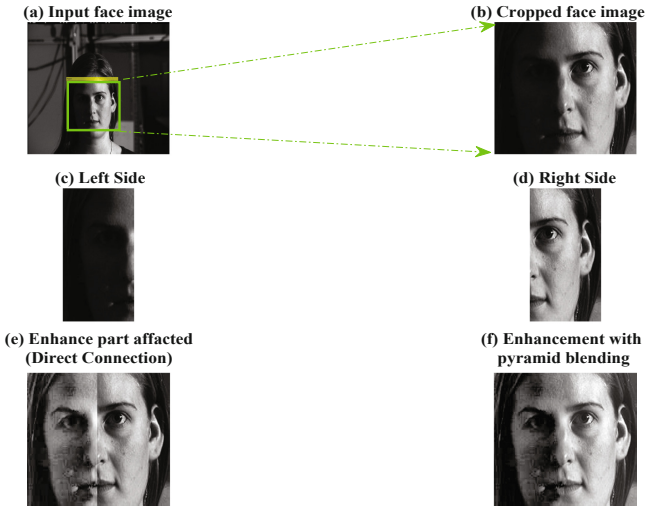 (a) Input face image
(b) Cropped face image
(c) Left Side
(d) Right Side
(e) Enhance part affacted
(Direct Connection)
(f) Enhancement with
pyramid blending